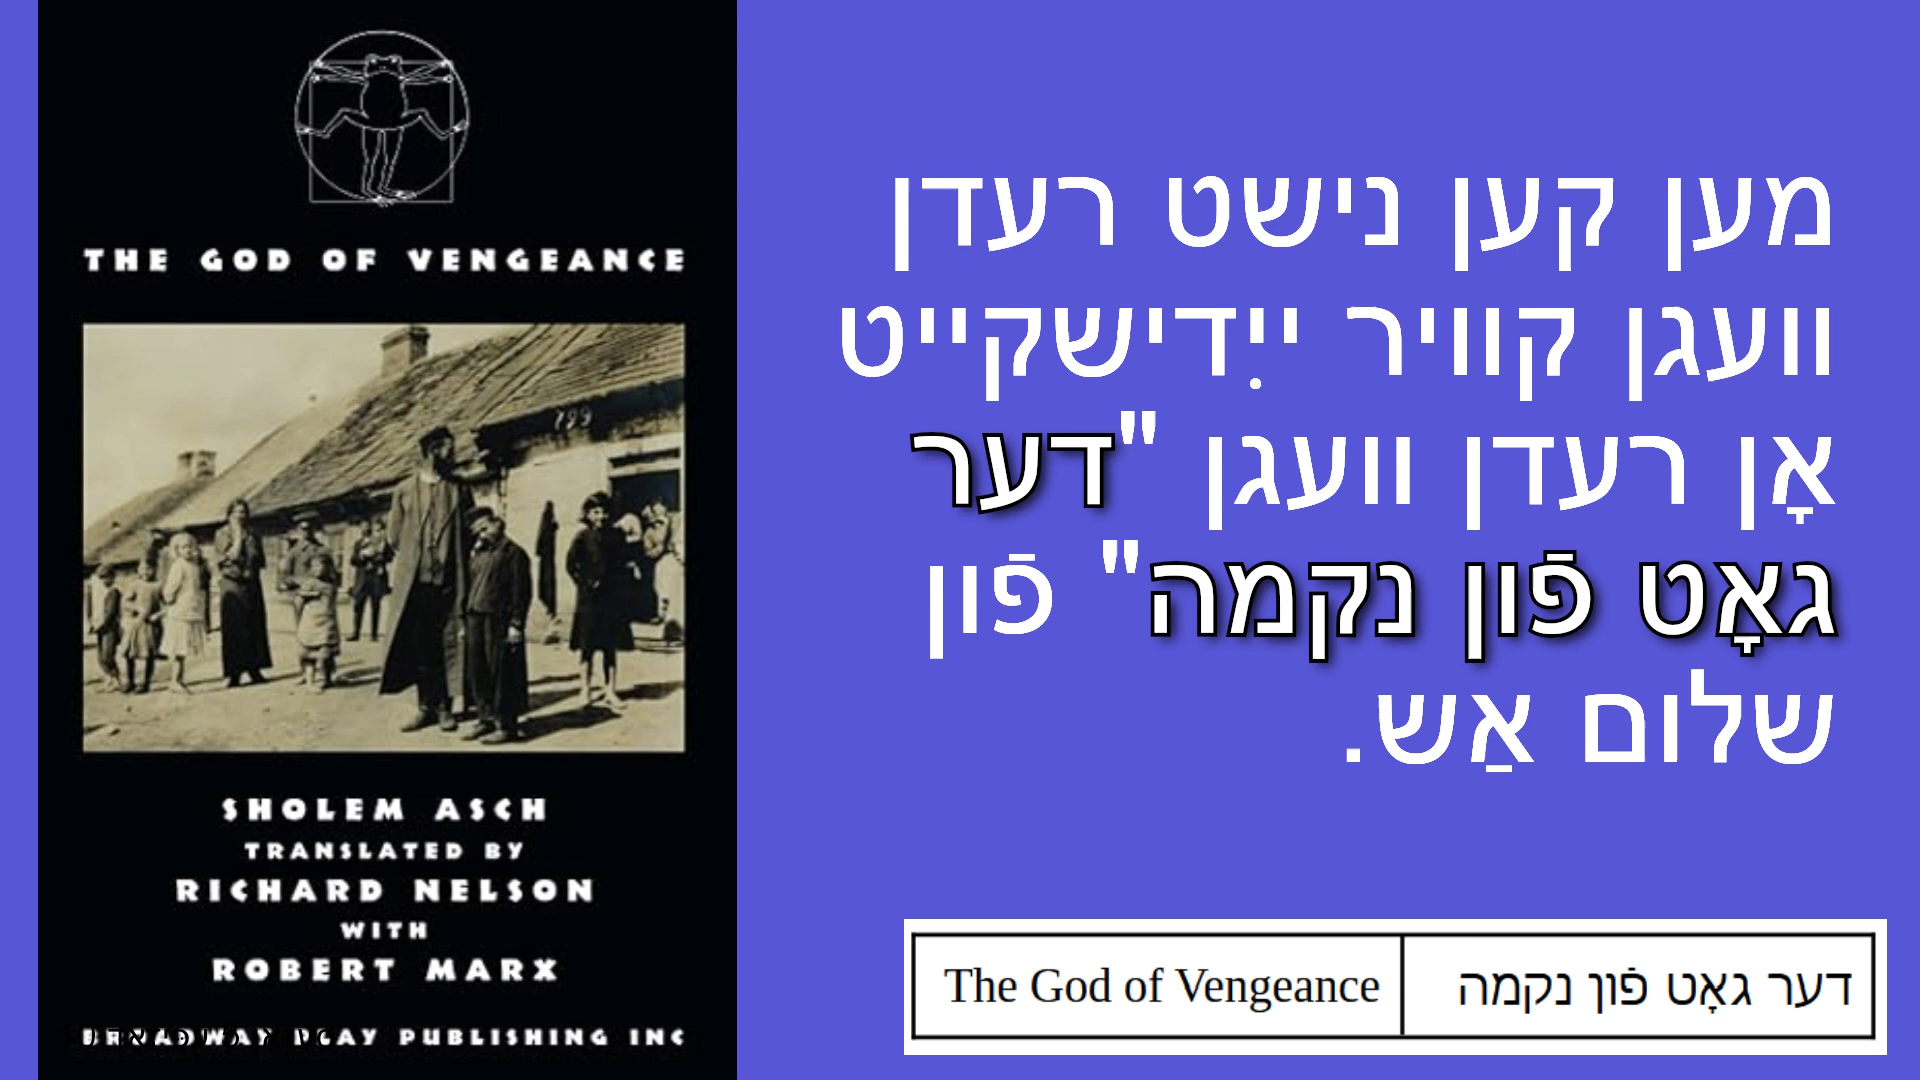 THE GOD OF VENGEANCE
799
SHOLEM ASCH
TRANSLATED BY
RICHARD NELSON
WITH
ROBERT MARX
BROADWAY PLAY PUBLISHING INC
מען קען נישט רעדן
וועגן קוויר ייִדישקייט
אָן רעדן וועגן "דער
גאָט פֿון נקמה" פֿון
שלום אַש.
The God of Vengeance
דער גאָט פֿון נקמה